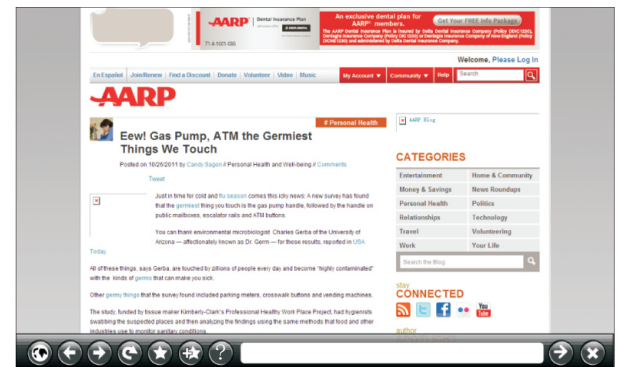 AARP Dental Insurance Plan
An exclusive dental plan for
AARP® members.
Get Your FREE Info Package
Welcome, Please Log In
En Español Join/Renew Find a Discount Donate Volunteer Video Music
My Account Community Help Search
AARP
# Personal Health
Eew! Gas Pump, ATM the Germiest
Things We Touch
Posted on 10/25/2011 by Candy Sagon // Personal Health and Well-being // Comments
Tweet
Just in time for cold and flu season comes this icky news: A new survey has found
that the germiest thing you touch is the gas pump handle, followed by the handle on
public mailboxes, escalator rails and ATM buttons.
You can thank environmental microbiologist Charles Gerba of the University of
Arizona — affectionately known as Dr. Germ — for these results, reported in USA
Today.
All of these things, says Gerba, are touched by zillions of people every day and become "highly contaminated"
with the kinds of germs that can make you sick.
Other germy things that the survey found included parking meters, crosswalk buttons and vending machines.
The study, funded by tissue maker Kimberly-Clark's Professional Healthy Work Place Project, had hygienists
swabbing the suspected places and then analyzing the findings using the same methods that food and other
industries use to monitor sanitary conditions.
AARP Blog
CATEGORIES
Entertainment Home & Community
Money & Savings News Roundups
Personal Health Politics
Relationships Technology
Travel Volunteering
Work Your Life
Search the Blog
stay
CONNECTED
You Tube
author